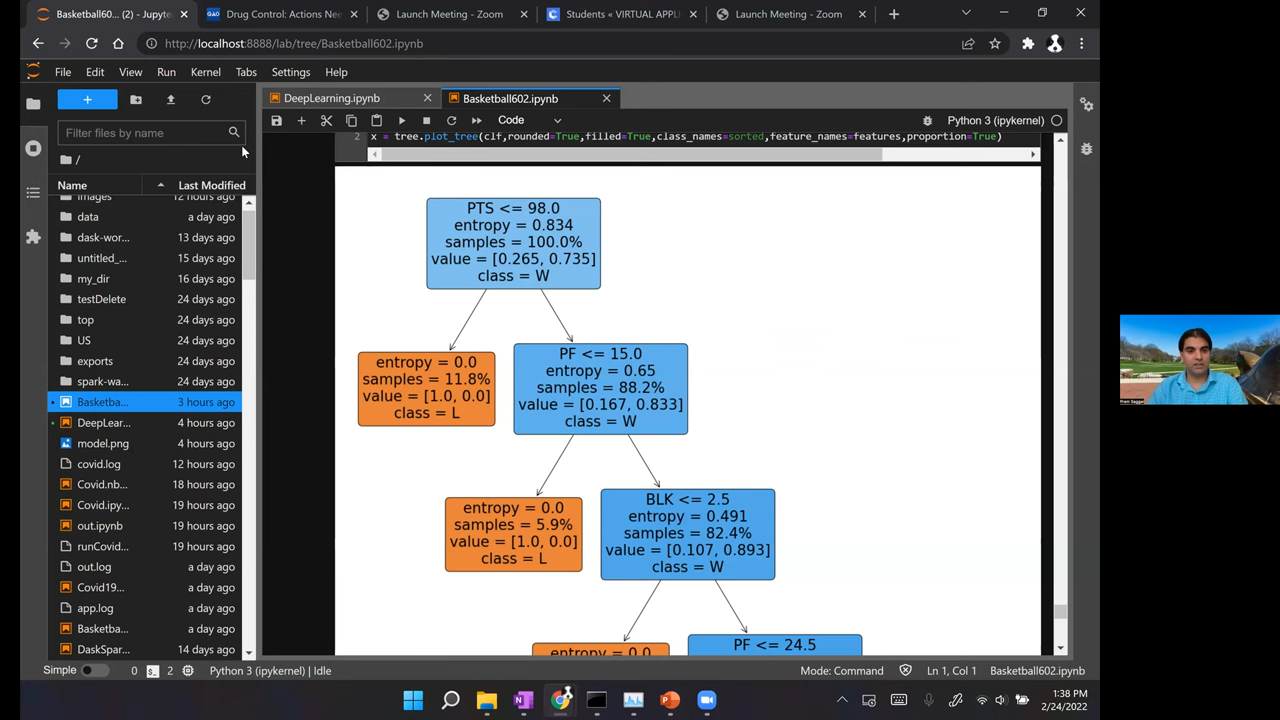 Basketball60... (2) - Jupyte
Drug Control: Actions Nee
Launch Meeting - Zoom
Students « VIRTUAL APPLI
Launch Meeting - Zoom
http://localhost:8888/lab/tree/Basketball602.ipynb
File Edit View Run Kernel Tabs Settings Help
DeepLearning.ipynb
Basketball602.ipynb
Filter files by name
Code
Python 3 (ipykernel)
/
2 x = tree.plot_tree(clf,rounded=True,filled=True,class_names=sorted,feature_names=features,proportion=True)
Name Last Modified
images 12 hours ago
data a day ago
dask-wor... 13 days ago
untitled_... 15 days ago
my_dir 16 days ago
testDelete 24 days ago
top 24 days ago
US 24 days ago
exports 24 days ago
spark-wa... 24 days ago
Basketba... 3 hours ago
DeepLear... 4 hours ago
model.png 4 hours ago
covid.log 12 hours ago
Covid.nb... 18 hours ago
Covid.ipy... 19 hours ago
out.ipynb 19 hours ago
runCovid... 19 hours ago
out.log a day ago
Covid19... a day ago
app.log a day ago
Basketba... a day ago
DaskSpar... 14 days ago
PTS <= 98.0
entropy = 0.834
samples = 100.0%
value = [0.265, 0.735]
class = W
entropy = 0.0
samples = 11.8%
value = [1.0, 0.0]
class = L
PF <= 15.0
entropy = 0.65
samples = 88.2%
value = [0.167, 0.833]
class = W
entropy = 0.0
samples = 5.9%
value = [1.0, 0.0]
class = L
BLK <= 2.5
entropy = 0.491
samples = 82.4%
value = [0.107, 0.893]
class = W
entropy = 0.0
PF <= 24.5
Simple 0 2 Python 3 (ipykernel) | Idle
Mode: Command
Ln 1, Col 1
Basketball602.ipynb
1:38 PM
2/24/2022